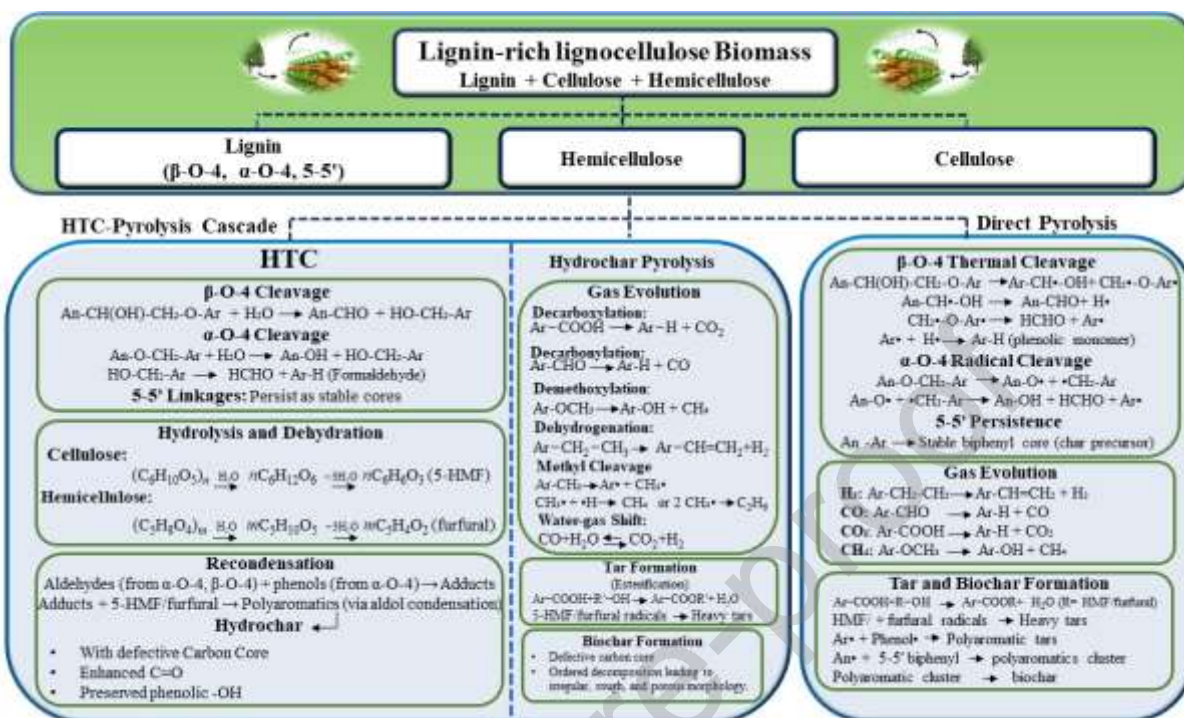 Lignin-rich lignocellulose Biomass
Lignin + Cellulose + Hemicellulose
Lignin
(β-O-4, α-O-4, 5-5')
Hemicellulose
Cellulose
HTC-Pyrolysis Cascade
Direct Pyrolysis
HTC
β-O-4 Cleavage
An-CH(OH)-CH₂-O-Ar + H₂O → An-CHO + HO-CH₂-Ar
α-O-4 Cleavage
An-O-CH₂-Ar + H₂O → An-OH + HO-CH₂-Ar
HO-CH₂-Ar → HCHO + Ar-H (Formaldehyde)
5-5' Linkages: Persist as stable cores
Hydrolysis and Dehydration
Cellulose:
(C₆H₁₀O₅)ₙ H₂O → nC₆H₁₂O₆ -3H₂O → nC₆H₆O₃ (5-HMF)
Hemicellulose:
(C₅H₈O₄)ₘ H₂O → mC₅H₁₀O₅ -3H₂O → mC₅H₄O₂ (furfural)
Recondensation
Aldehydes (from α-O-4, β-O-4) + phenols (from α-O-4) → Adducts
Adducts + 5-HMF/furfural → Polyaromatics (via aldol condensation)
Hydrochar ←
• With defective Carbon Core
• Enhanced C=O
• Preserved phenolic -OH
Hydrochar Pyrolysis
Gas Evolution
Decarboxylation:
Ar-COOH → Ar-H + CO₂
Decarbonylation:
Ar-CHO → Ar-H + CO
Demethoxylation:
Ar-OCH₃ → Ar-OH + CH₄
Dehydrogenation:
Ar-CH₂-CH₃ → Ar-CH=CH₂+H₂
Methyl Cleavage
Ar-CH₃ → Ar• + CH₃•
CH₃• + •H → CH₄ or 2 CH₃• → C₂H₆
Water-gas Shift:
CO+H₂O ⇌ CO₂+H₂
Tar Formation
(Esterification)
Ar-COOH+R'-OH → Ar-COOR'+ H₂O
5-HMF/furfural radicals → Heavy tars
Biochar Formation
• Defective carbon core
• Ordered decomposition leading to
irregular, rough, and porous morphology.
β-O-4 Thermal Cleavage
An-CH(OH)-CH₂-O-Ar → Ar-CH•-OH+ CH₂•-O-Ar•
An-CH•-OH → An-CHO+ H•
CH₂•-O-Ar• → HCHO + Ar•
Ar• + H• → Ar-H (phenolic monomer)
α-O-4 Radical Cleavage
An-O-CH₂-Ar → An-O• + •CH₂-Ar
An-O• + •CH₂-Ar → An-OH + HCHO + Ar•
5-5' Persistence
An -Ar → Stable biphenyl core (char precursor)
Gas Evolution
H₂: Ar-CH₂-CH₃ → Ar-CH=CH₂ + H₂
CO: Ar-CHO → Ar-H + CO
CO₂: Ar-COOH → Ar-H + CO₂
CH₄: Ar-OCH₃ → Ar-OH + CH₄
Tar and Biochar Formation
Ar-COOH+R-OH → Ar-COOR+ H₂O (R= HMF/furfural)
HMF/ + furfural radicals → Heavy tars
Ar• + Phenol• → Polyaromatic tars
An• + 5-5' biphenyl → polyaromatics cluster
Polyaromatic cluster → biochar